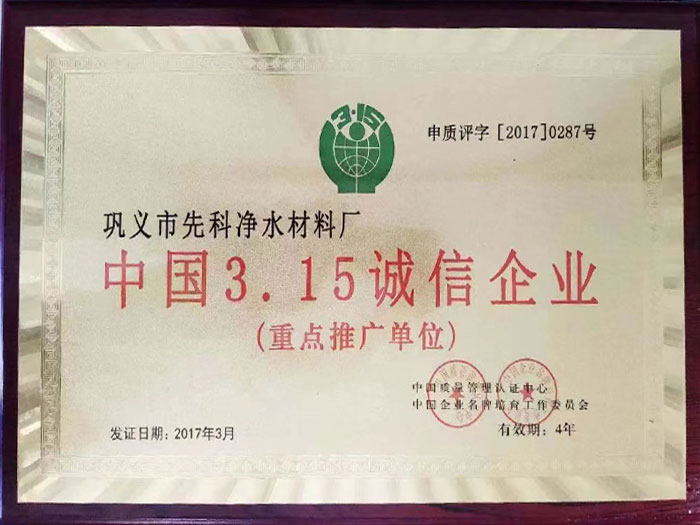 3·15
申质评字［2017]0287号
巩义市先科净水材料厂
中国3.15诚信企业
(重点推广单位)
中国质量管理认证中心
中国企业名牌培育工作委员会
发证日期: 2017年3月
有效期: 4年